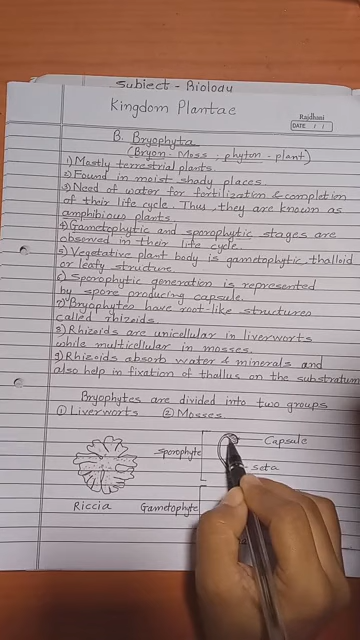 Subject - Biology
Kingdom Plantae
Rajdhani
DATE / /
B. Bryophyta
(Bryon - Moss ; phyton - plant)
1) Mostly terrestrial plants.
2) Found in moist shady places.
3) Need of water for fertilization & completion
of their life cycle. Thus, they are known as
amphibious plants.
4) Gametophytic and sporophytic stages are
observed in their life cycle.
5) Vegetative plant body is gametophytic, thalloid
or leafy structure
6) Sporophytic generation is represented
by spore producing capsule.
7) Bryophytes have root-like structures
called rhizoids
8) Rhizoids are unicellular in liverworts
while multicellular in mosses.
9) Rhizoids absorb water & minerals and
also help in fixation of thallus on the substratum
Bryophytes are divided into two groups
① Liverworts ② Mosses
Capsule
sporophyte
seta
Riccia
Gametophyte